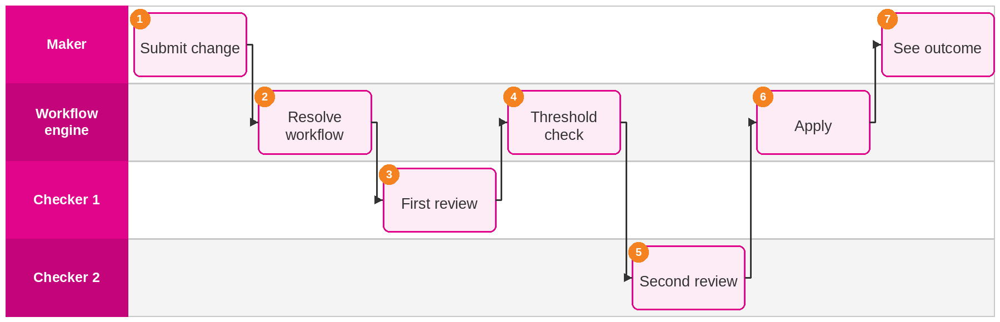 Maker
1
Submit change
7
See outcome
Workflow
engine
2
Resolve
workflow
4
Threshold
check
6
Apply
Checker 1
3
First review
Checker 2
5
Second review